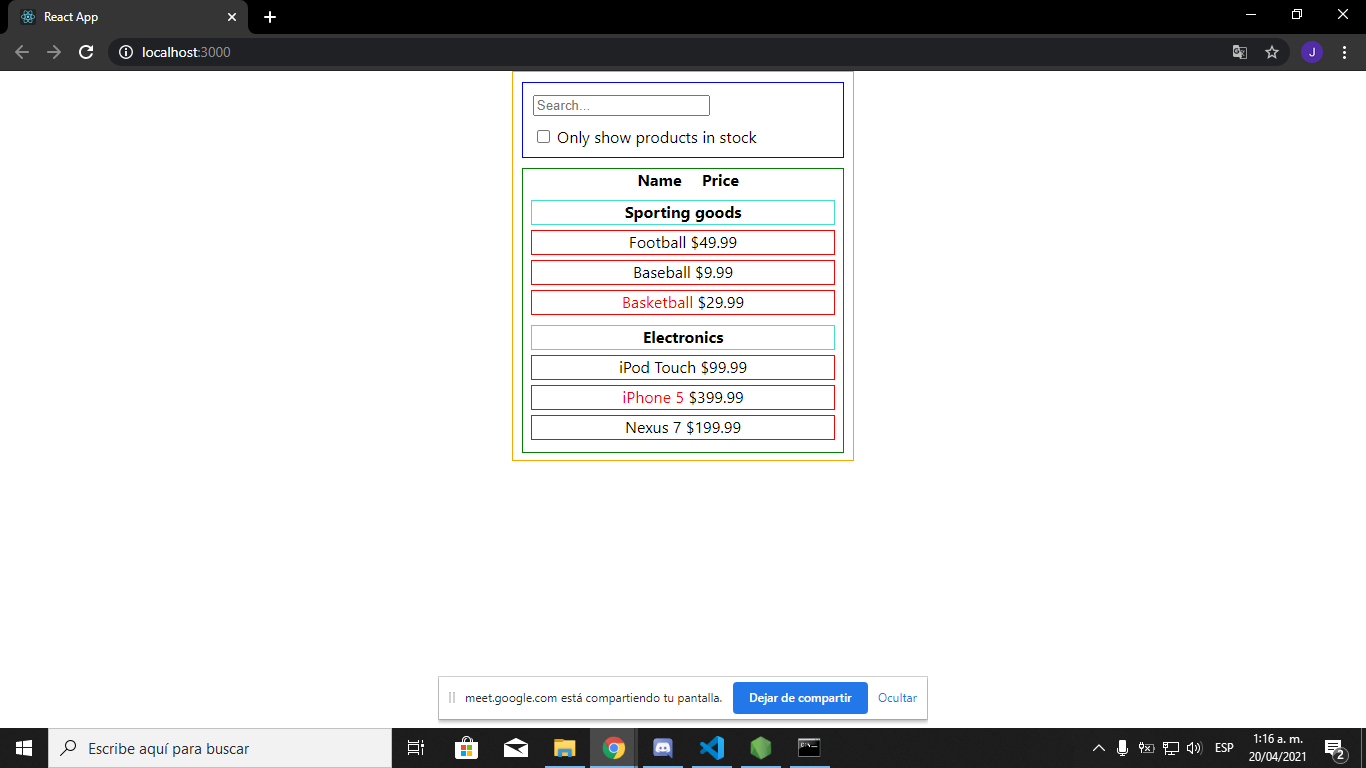 React App
localhost:3000
J
Search...
Only show products in stock
Name Price
Sporting goods
Football $49.99
Baseball $9.99
Basketball $29.99
Electronics
iPod Touch $99.99
iPhone 5 $399.99
Nexus 7 $199.99
meet.google.com está compartiendo tu pantalla.
Dejar de compartir
Ocultar
Escribe aquí para buscar
ESP
1:16 a. m.
20/04/2021
2